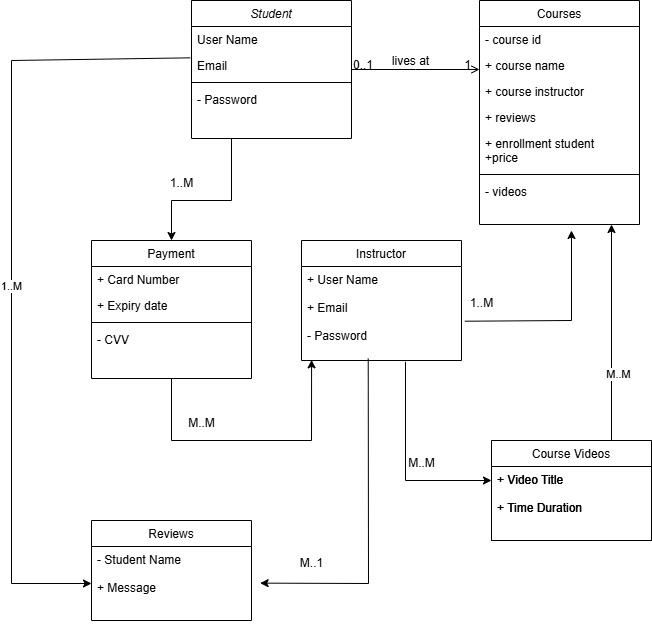 Student
User Name
Email
- Password
Courses
- course id
+ course name
+ course instructor
+ reviews
+ enrollment student
+price
- videos
0..1
lives at
1
1..M
Payment
+ Card Number
+ Expiry date
- CVV
Instructor
+ User Name
+ Email
- Password
1..M
1..M
M..M
M..M
M..M
Course Videos
+ Video Title
+ Time Duration
Reviews
- Student Name
+ Message
M..1